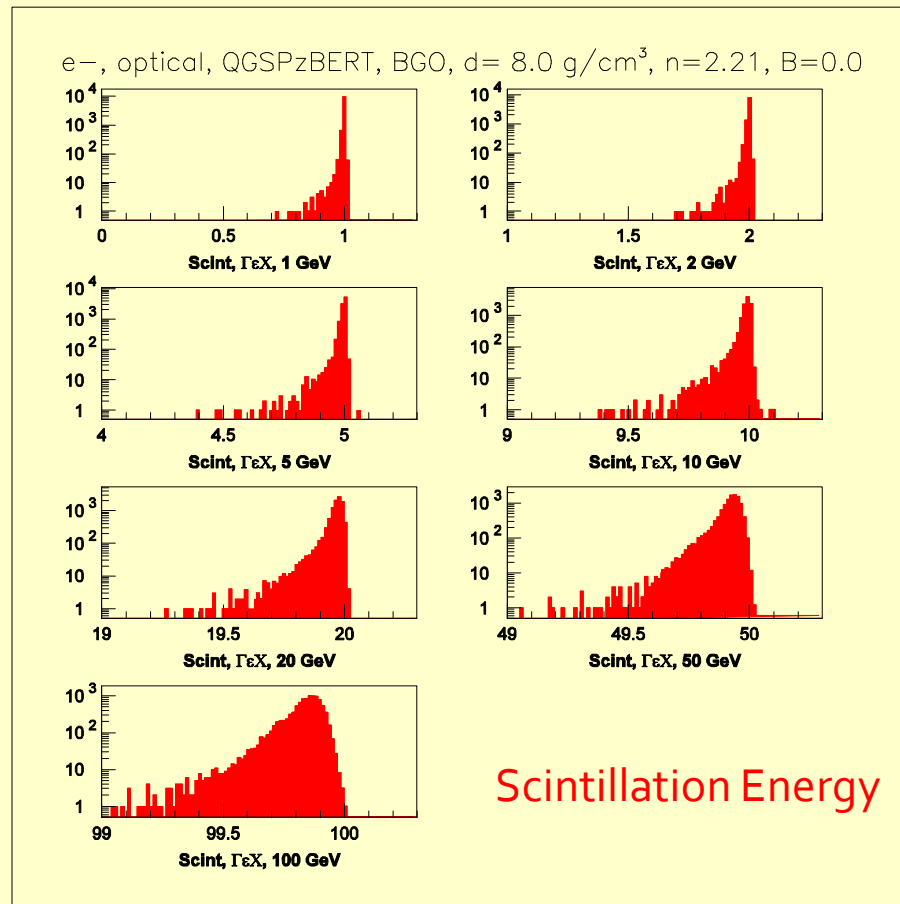 e−, optical, QGSPzBERT, BGO, d= 8.0 g/cm³, n=2.21, B=0.0
10⁴
10³
10²
10
1
0 0.5 1
Scint, ΓεX, 1 GeV
10⁴
10³
10²
10
1
1 1.5 2
Scint, ΓεX, 2 GeV
10⁴
10³
10²
10
1
4 4.5 5
Scint, ΓεX, 5 GeV
10³
10²
10
1
9 9.5 10
Scint, ΓεX, 10 GeV
10³
10²
10
1
19 19.5 20
Scint, ΓεX, 20 GeV
10³
10²
10
1
49 49.5 50
Scint, ΓεX, 50 GeV
10³
10²
10
1
99 99.5 100
Scint, ΓεX, 100 GeV
Scintillation Energy